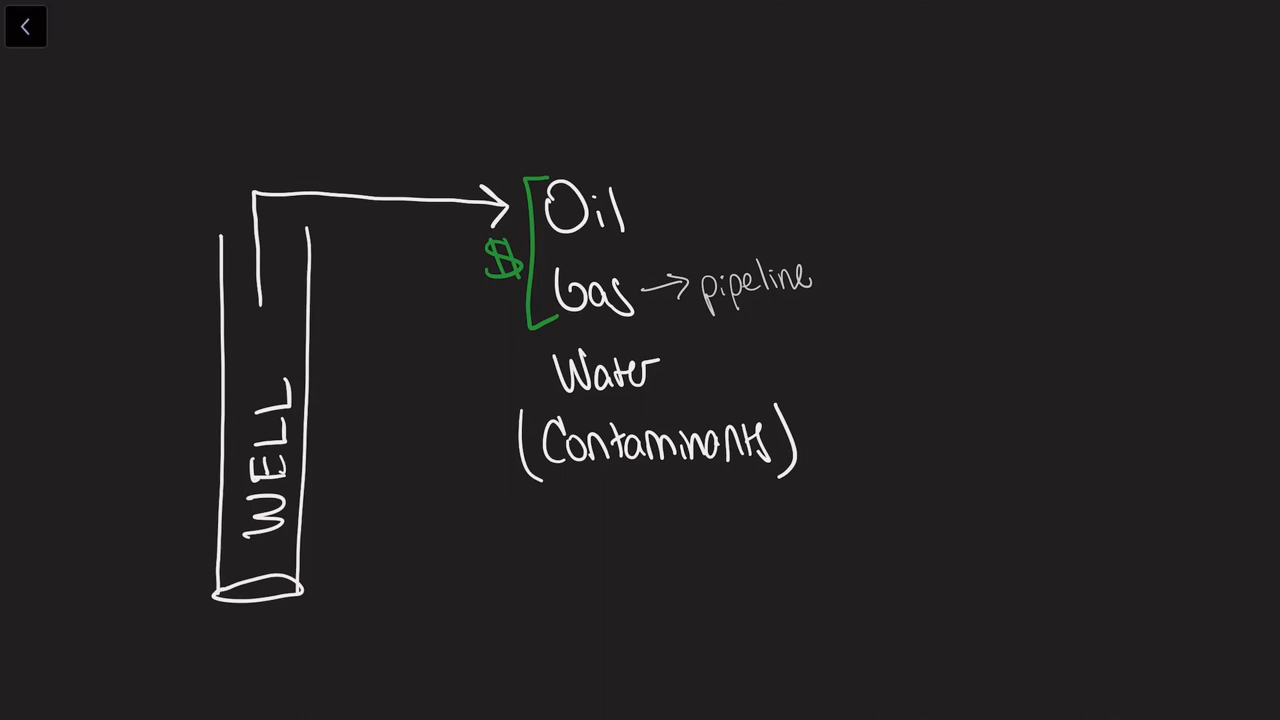 Oil
$
Gas → pipeline
Water
(Contaminants)
WELL